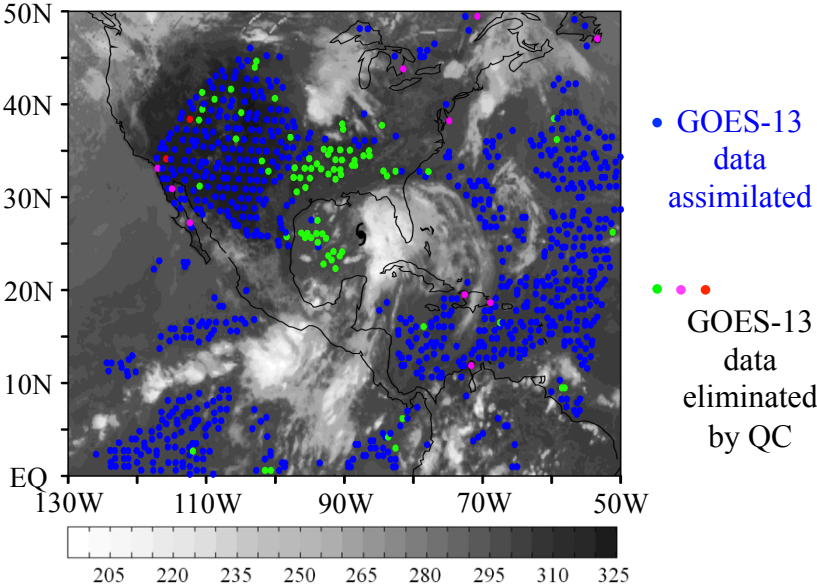 50N
40N
30N
20N
10N
EQ
130W 110W 90W 70W 50W
205 220 235 250 265 280 295 310 325
GOES-13
data
assimilated
GOES-13
data
eliminated
by QC